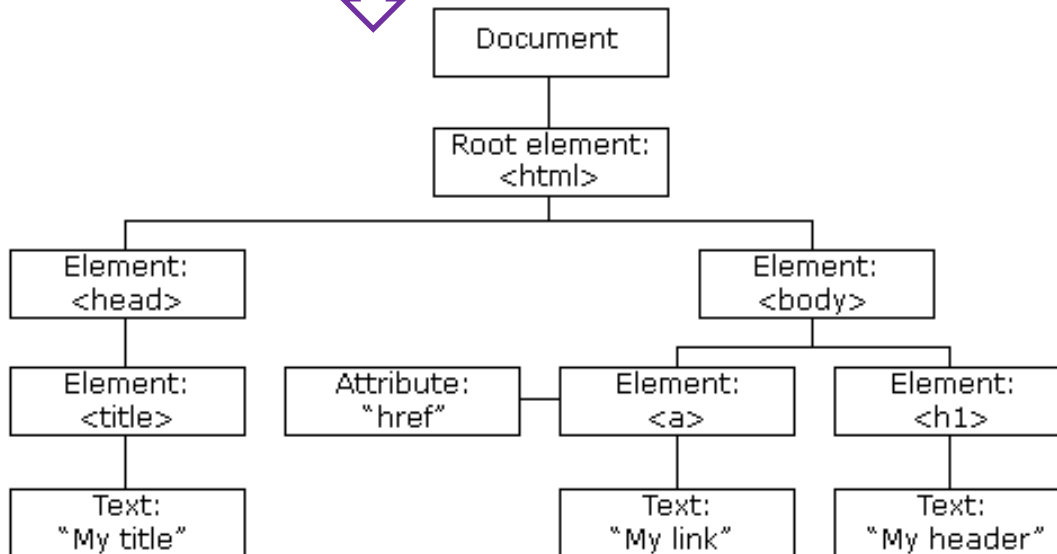 Document
Root element:
<html>
Element:
<head>
Element:
<body>
Element:
<title>
Attribute:
“href”
Element:
<a>
Element:
<h1>
Text:
“My title”
Text:
“My link”
Text:
“My header”